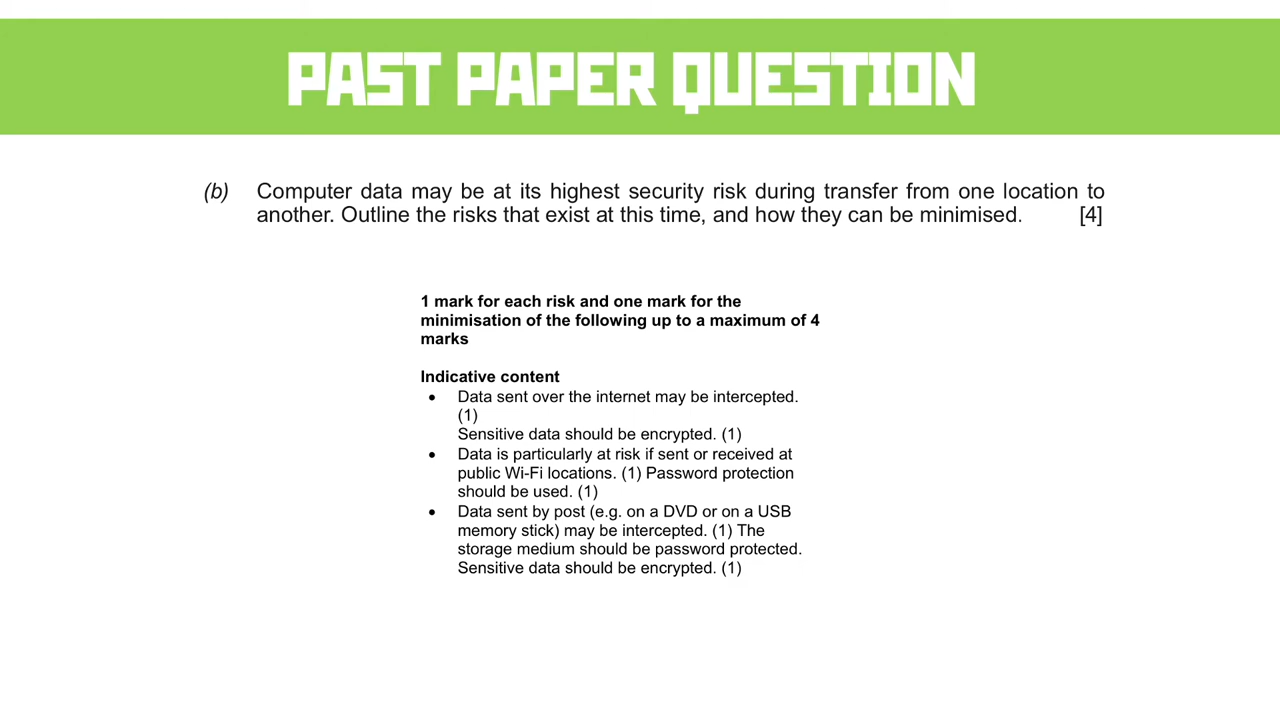 PAST PAPER QUESTION
(b) Computer data may be at its highest security risk during transfer from one location to
another. Outline the risks that exist at this time, and how they can be minimised. [4]
1 mark for each risk and one mark for the
minimisation of the following up to a maximum of 4
marks
Indicative content
• Data sent over the internet may be intercepted.
(1)
Sensitive data should be encrypted. (1)
• Data is particularly at risk if sent or received at
public Wi-Fi locations. (1) Password protection
should be used. (1)
• Data sent by post (e.g. on a DVD or on a USB
memory stick) may be intercepted. (1) The
storage medium should be password protected.
Sensitive data should be encrypted. (1)